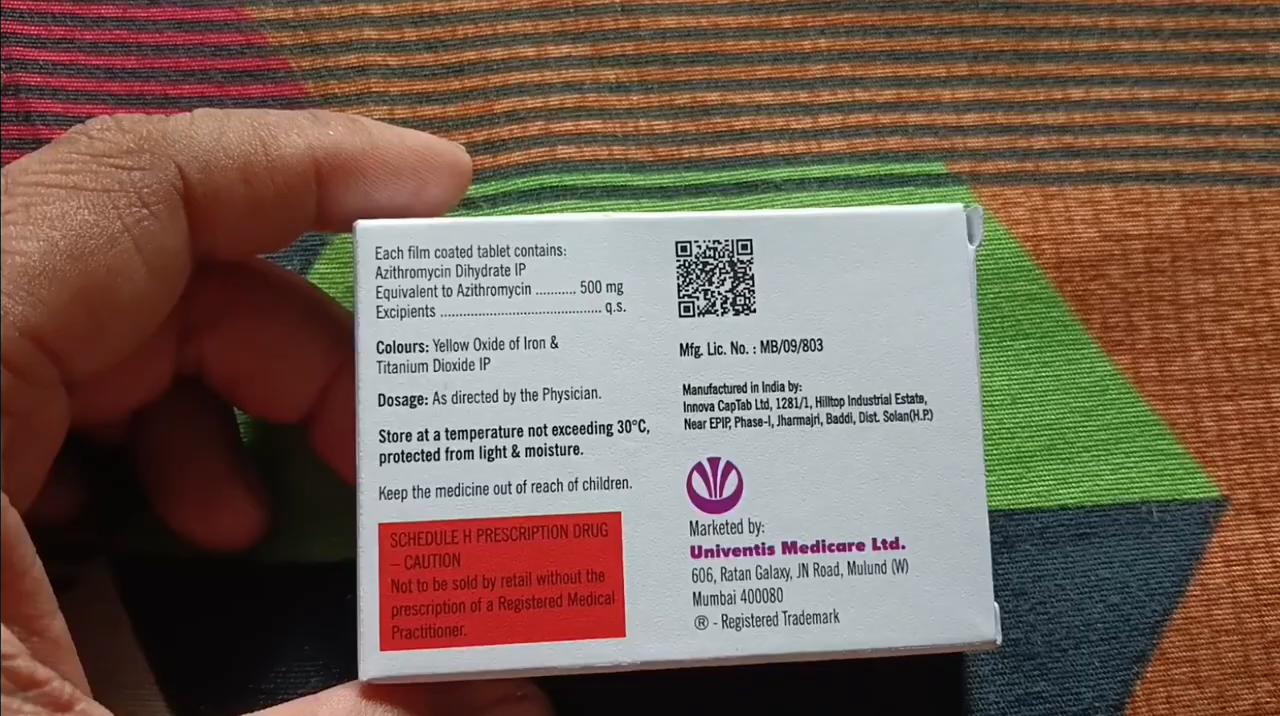 Each film coated tablet contains:
Azithromycin Dihydrate IP
Equivalent to Azithromycin ........... 500 mg
Excipients .......................................... q.s.
Colours: Yellow Oxide of Iron &
Titanium Dioxide IP
Dosage: As directed by the Physician.
Store at a temperature not exceeding 30°C,
protected from light & moisture.
Keep the medicine out of reach of children.
SCHEDULE H PRESCRIPTION DRUG
– CAUTION
Not to be sold by retail without the
prescription of a Registered Medical
Practitioner.
Mfg. Lic. No. : MB/09/803
Manufactured in India by:
Innova CapTab Ltd, 1281/1, Hilltop Industrial Estate,
Near EPIP, Phase-I, Jharmajri, Baddi, Dist. Solan(H.P.)
Marketed by:
Univentis Medicare Ltd.
606, Ratan Galaxy, JN Road, Mulund (W)
Mumbai 400080
® - Registered Trademark